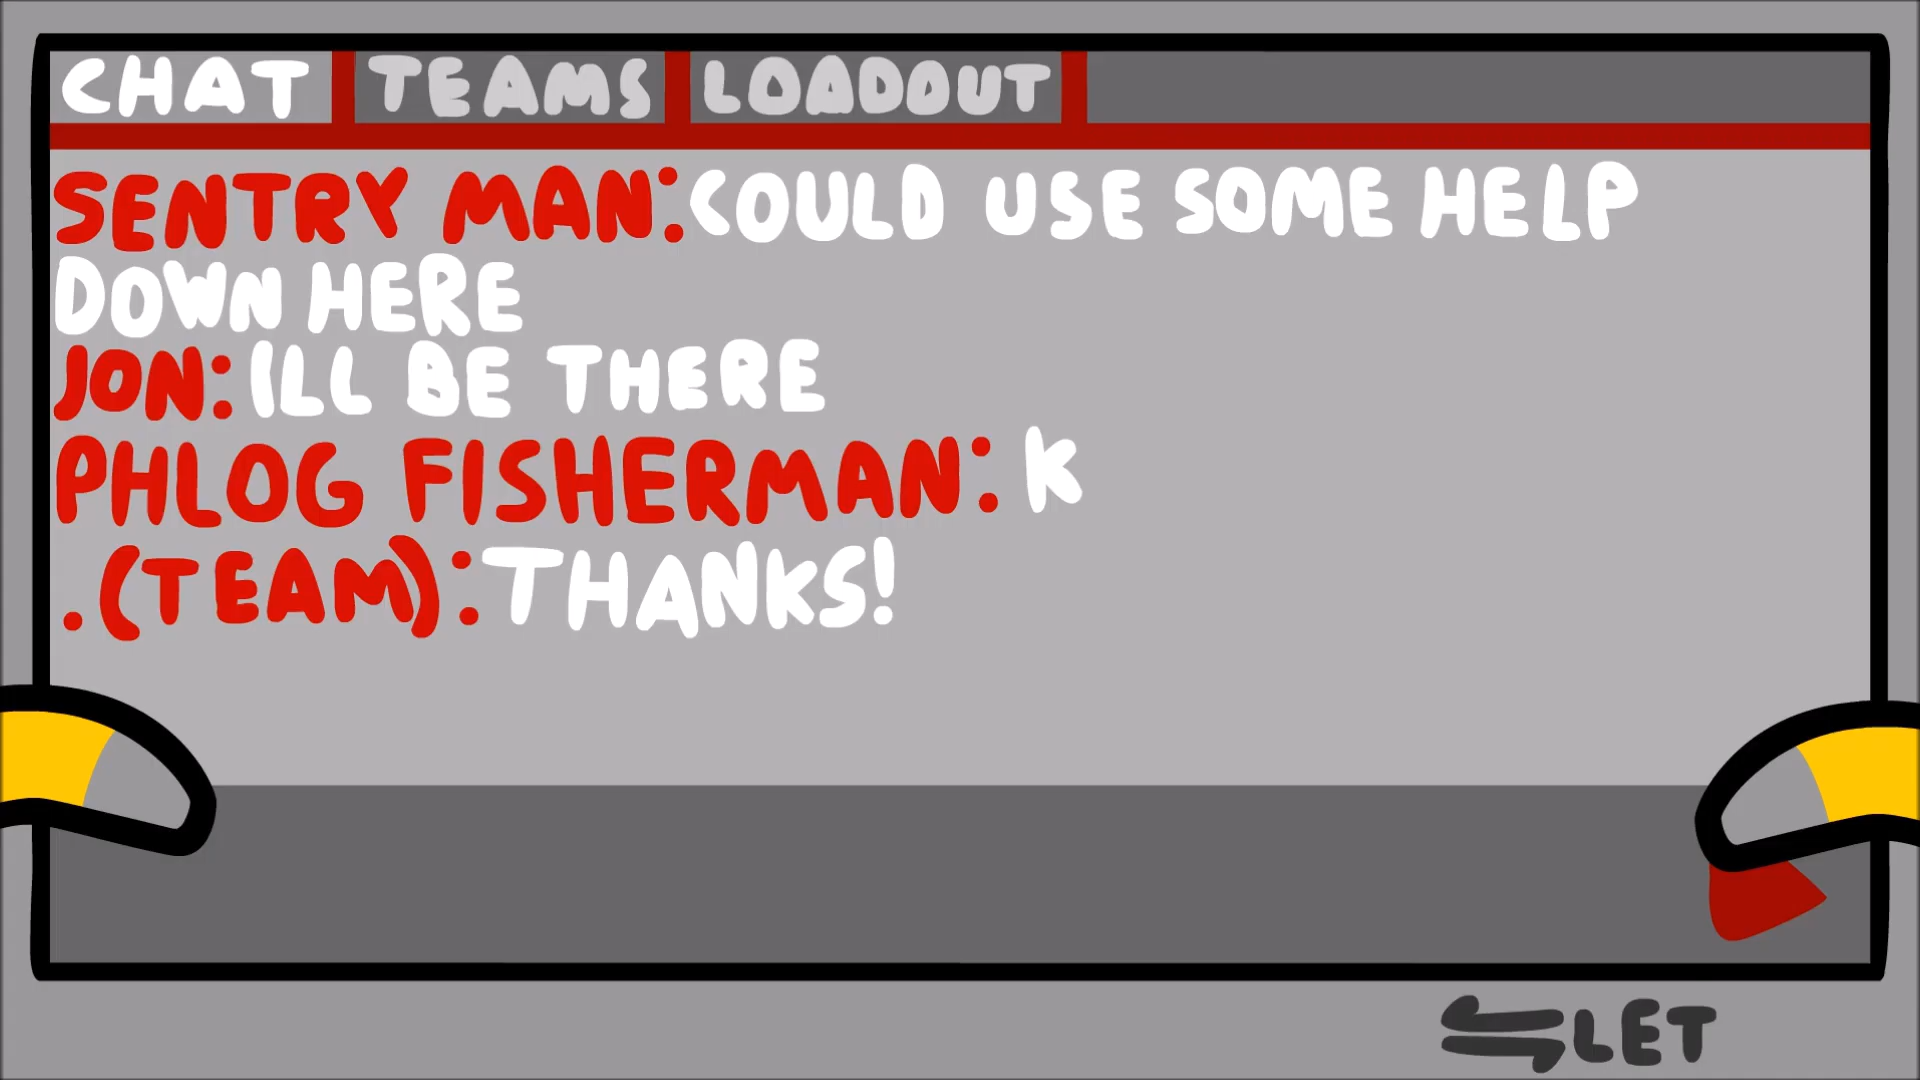 CHAT TEAMS LOADOUT
SENTRY MAN:COULD USE SOME HELP
DOWN HERE
JON:ILL BE THERE
PHLOG FISHERMAN: K
.(TEAM):THANKS!
LET